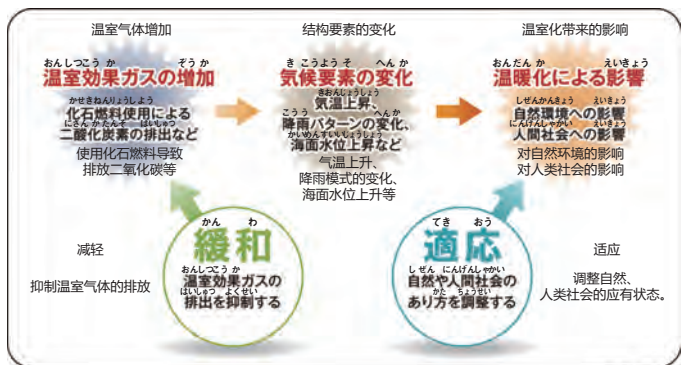 温室气体增加
おんしつこうか ぞうか
温室効果ガスの増加
かせきねんりょうしよう
化石燃料使用による
にさんかたんそ はいしゅつ
二酸化炭素の排出など
使用化石燃料导致
排放二氧化碳等
结构要素的变化
きこうようそ へんか
気候要素の変化
きおんじょうしょう
気温上昇、
こうう へんか
降雨パターンの変化、
かいめんすいいじょうしょう
海面水位上昇など
气温上升、
降雨模式的变化、
海面水位上升等
温室化带来的影响
おんだんか えいきょう
温暖化による影響
しぜんかんきょう えいきょう
自然環境への影響
にんげんしゃかい えいきょう
人間社会への影響
对自然环境的影响
对人类社会的影响
减轻
抑制温室气体的排放
かん わ
緩和
おんしつこうか
温室効果ガスの
はいしゅつ よくせい
排出を抑制する
てき おう
適応
しぜん にんげんしゃかい
自然や人間社会の
かた ちょうせい
あり方を調整する
适应
调整自然、
人类社会的应有状态。